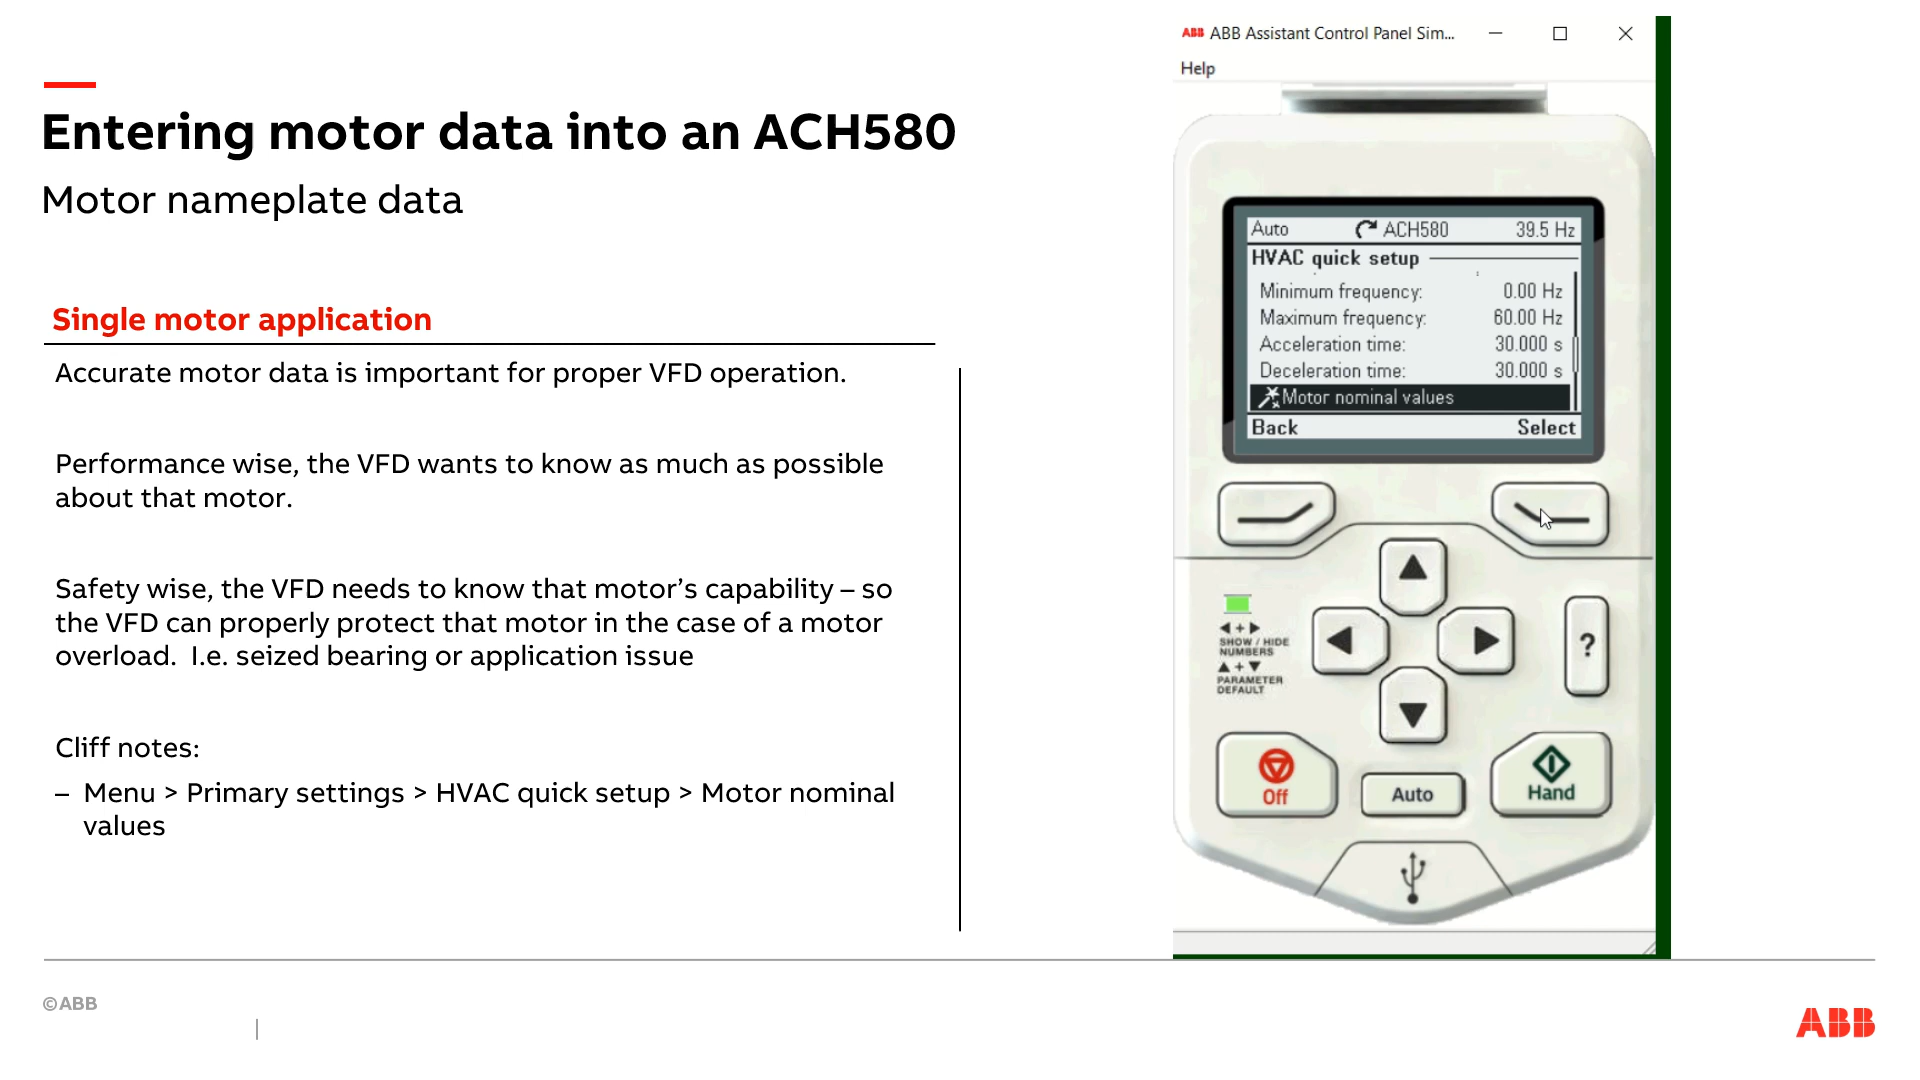 Entering motor data into an ACH580
Motor nameplate data
Single motor application
Accurate motor data is important for proper VFD operation.
Performance wise, the VFD wants to know as much as possible
about that motor.
Safety wise, the VFD needs to know that motor’s capability – so
the VFD can properly protect that motor in the case of a motor
overload.  I.e. seized bearing or application issue
Cliff notes:
– Menu > Primary settings > HVAC quick setup > Motor nominal
values
ABB ABB Assistant Control Panel Sim...
Help
Auto ACH580 39.5 Hz
HVAC quick setup
Minimum frequency: 0.00 Hz
Maximum frequency: 60.00 Hz
Acceleration time: 30.000 s
Deceleration time: 30.000 s
Motor nominal values
Back Select
◀ + ▶
SHOW / HIDE
NUMBERS
▲ + ▼
PARAMETER
DEFAULT
?
Off
Auto
Hand
©ABB
ABB